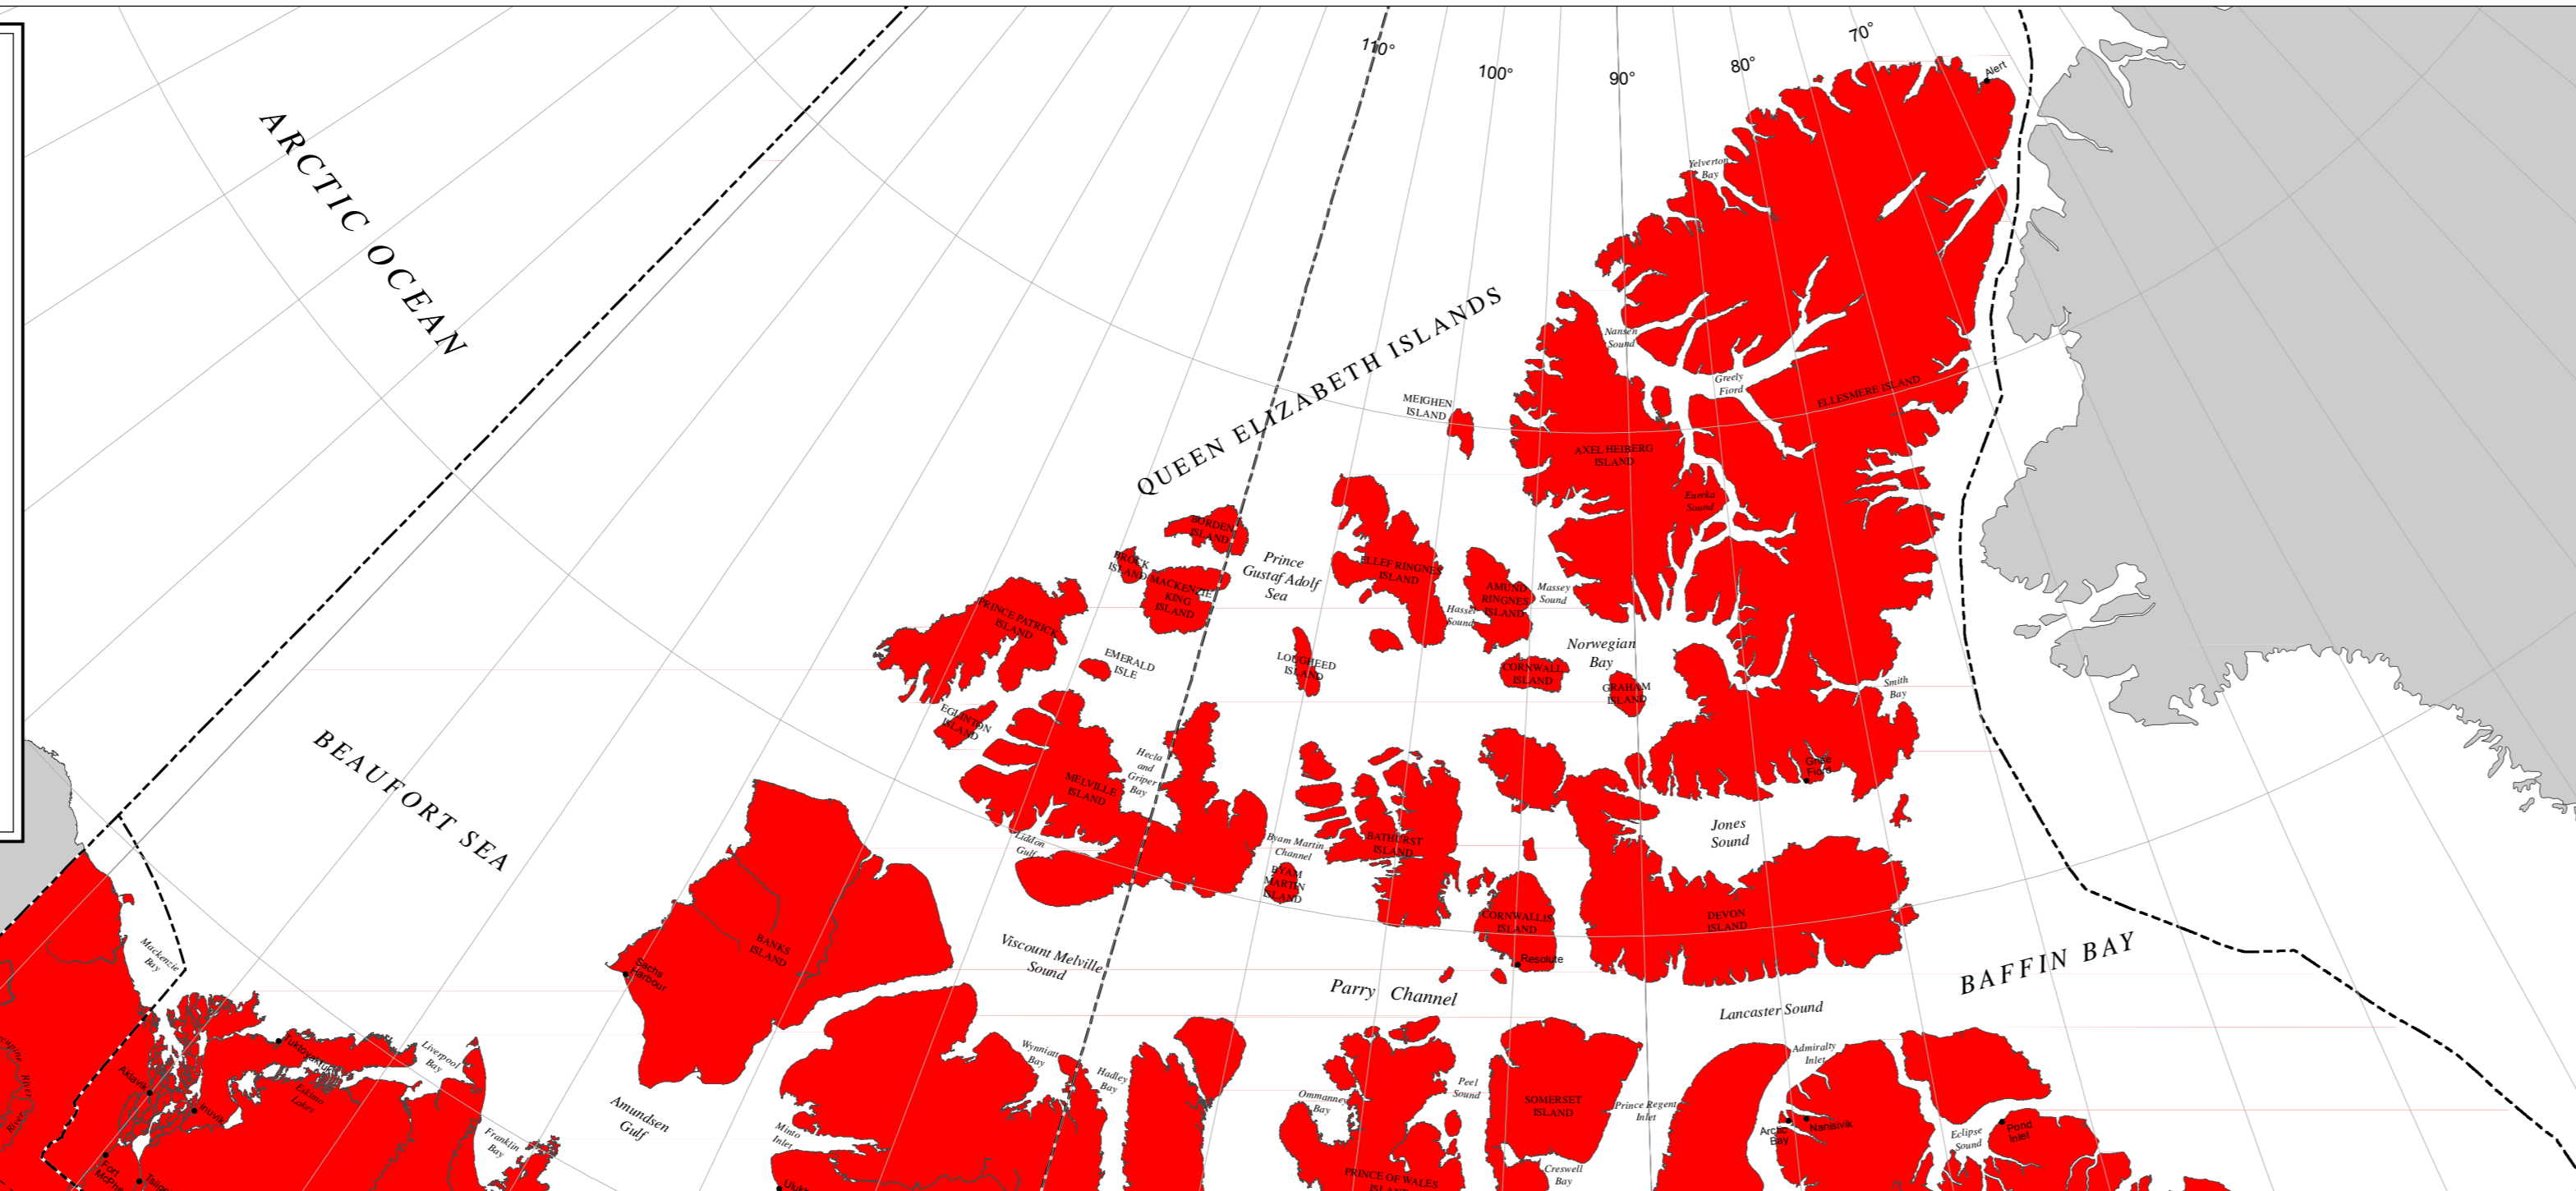 110°
100°
90°
80°
70°
Alert
ARCTIC OCEAN
Yelverton
Bay
QUEEN ELIZABETH ISLANDS
Nansen
Sound
Greely
Fiord
ELLESMERE ISLAND
MEIGHEN
ISLAND
AXEL HEIBERG
ISLAND
Eureka
Sound
BORDEN
ISLAND
BROCK
ISLAND
MACKENZIE
KING
ISLAND
Prince
Gustaf Adolf
Sea
ELLEF RINGNES
ISLAND
AMUND
RINGNES
ISLAND
Massey
Sound
Hassel
Sound
PRINCE PATRICK
ISLAND
EMERALD
ISLE
LOUGHEED
ISLAND
Norwegian
Bay
CORNWALL
ISLAND
GRAHAM
ISLAND
Smith
Bay
EGLINTON
ISLAND
BEAUFORT SEA
Hecla
and
Griper
Bay
MELVILLE
ISLAND
Grise
Fiord
Liddon
Gulf
Byam Martin
Channel
BATHURST
ISLAND
Jones
Sound
BYAM
MARTIN
ISLAND
CORNWALLIS
ISLAND
DEVON
ISLAND
Mackenzie
Bay
BANKS
ISLAND
Sachs
Harbour
Viscount Melville
Sound
Resolute
BAFFIN BAY
Parry Channel
Lancaster Sound
Tuktoyaktuk
Liverpool
Bay
Wynniatt
Bay
Hadley
Bay
Admiralty
Inlet
Aklavik
Eskimo
Lakes
Inuvik
Amundsen
Gulf
Ommanney
Bay
Peel
Sound
SOMERSET
ISLAND
Prince Regent
Inlet
River
River
Franklin
Bay
Minto
Inlet
Arctic
Bay
Nanisivik
Eclipse
Sound
Pond
Inlet
Fort
PRINCE OF WALES
Creswell
Bay